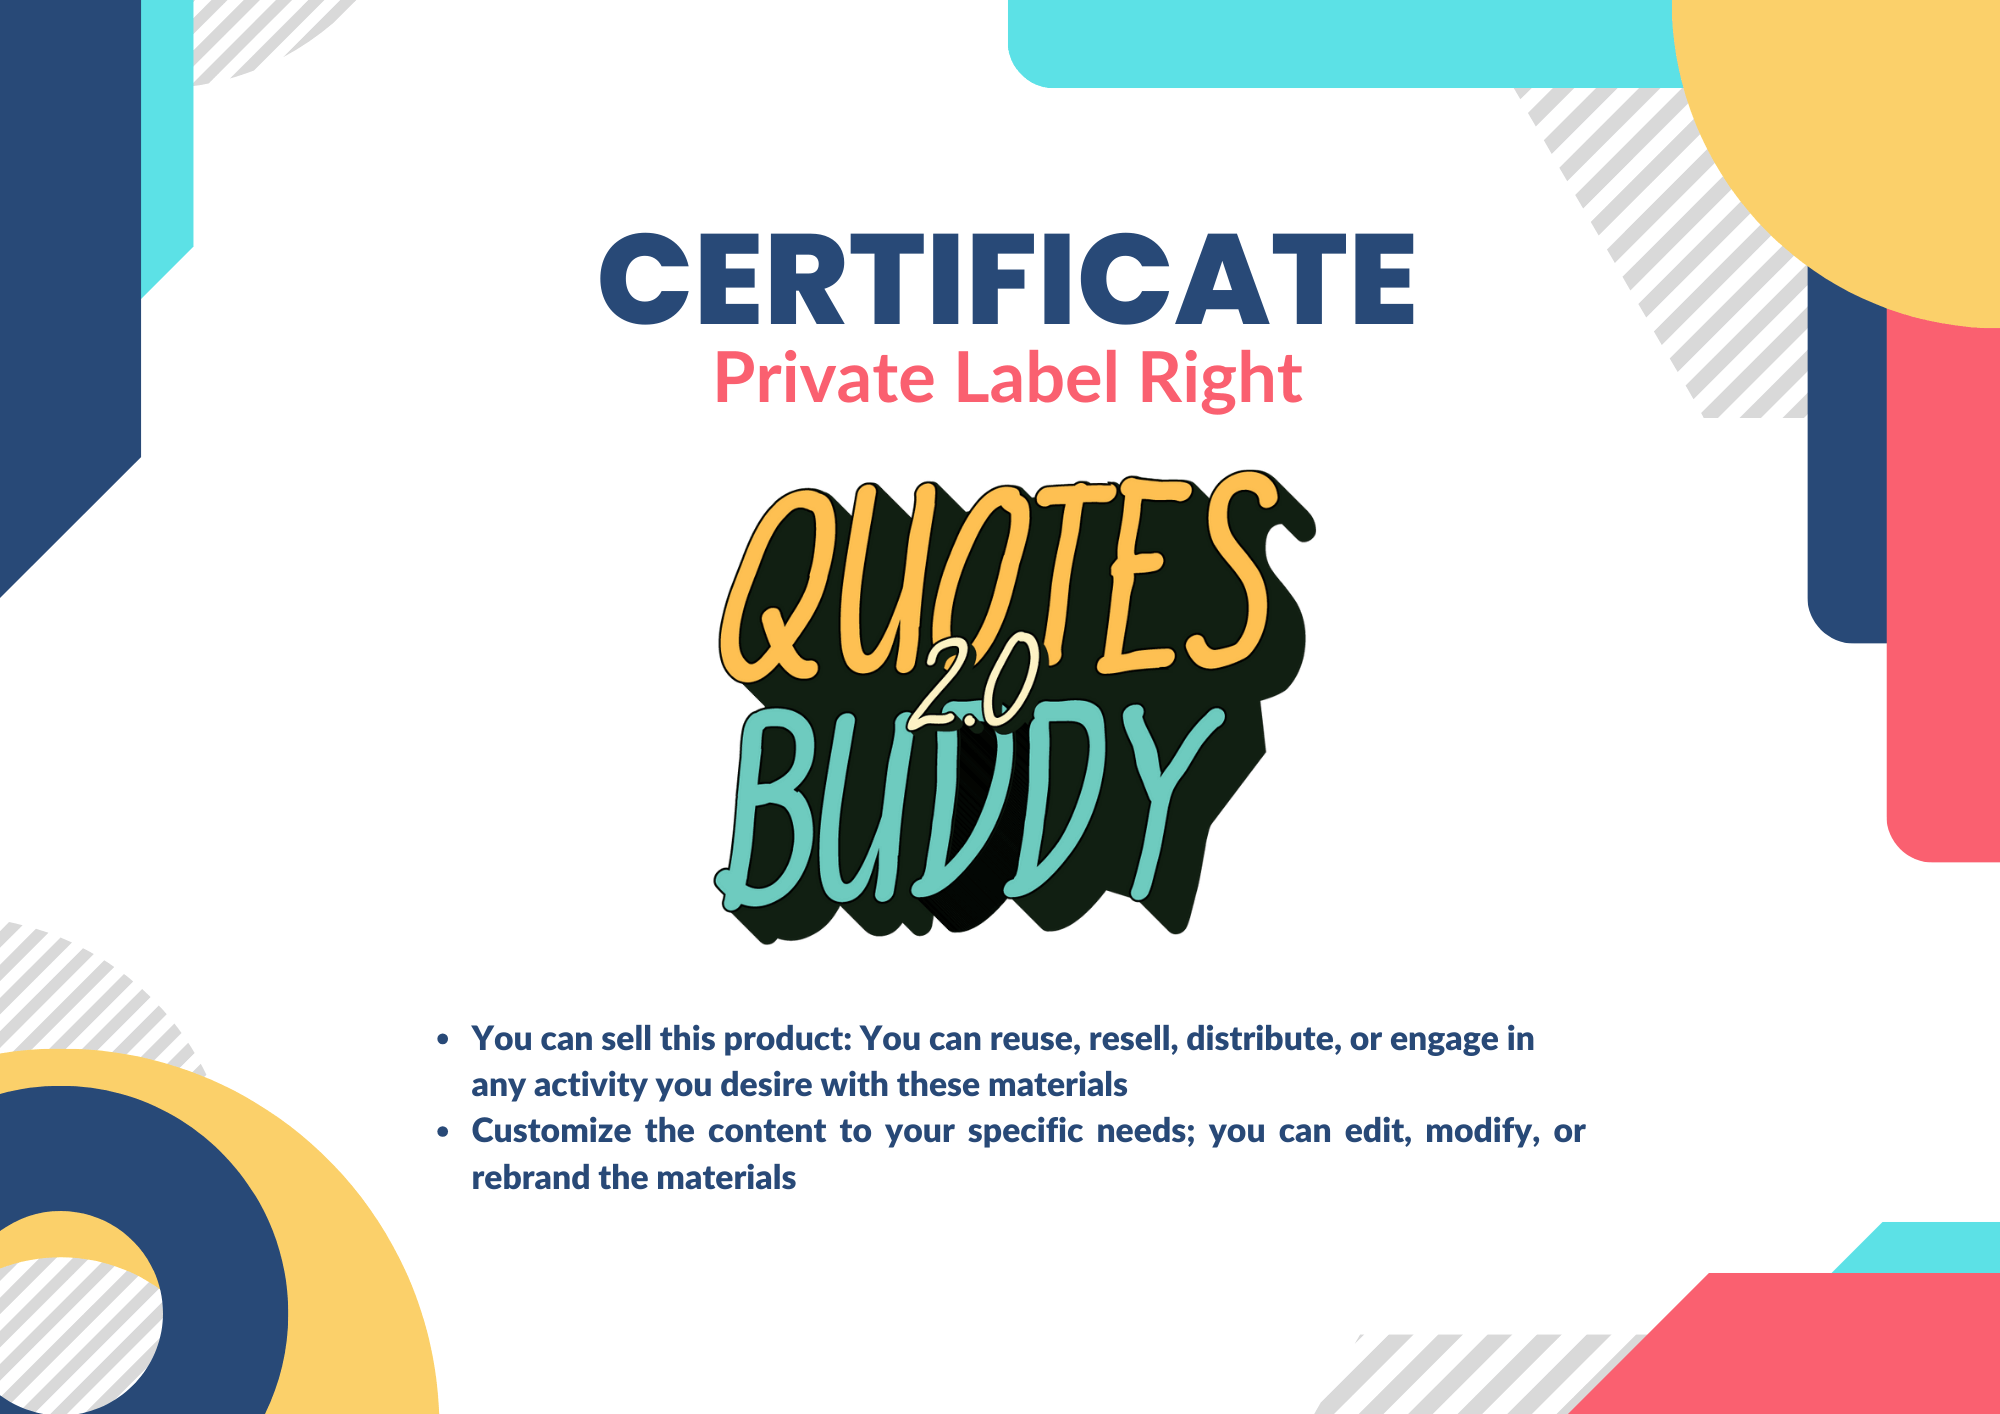 CERTIFICATE
Private Label Right
QUOTES
2.0
BUDDY
• You can sell this product: You can reuse, resell, distribute, or engage in
any activity you desire with these materials
• Customize the content to your specific needs; you can edit, modify, or
rebrand the materials